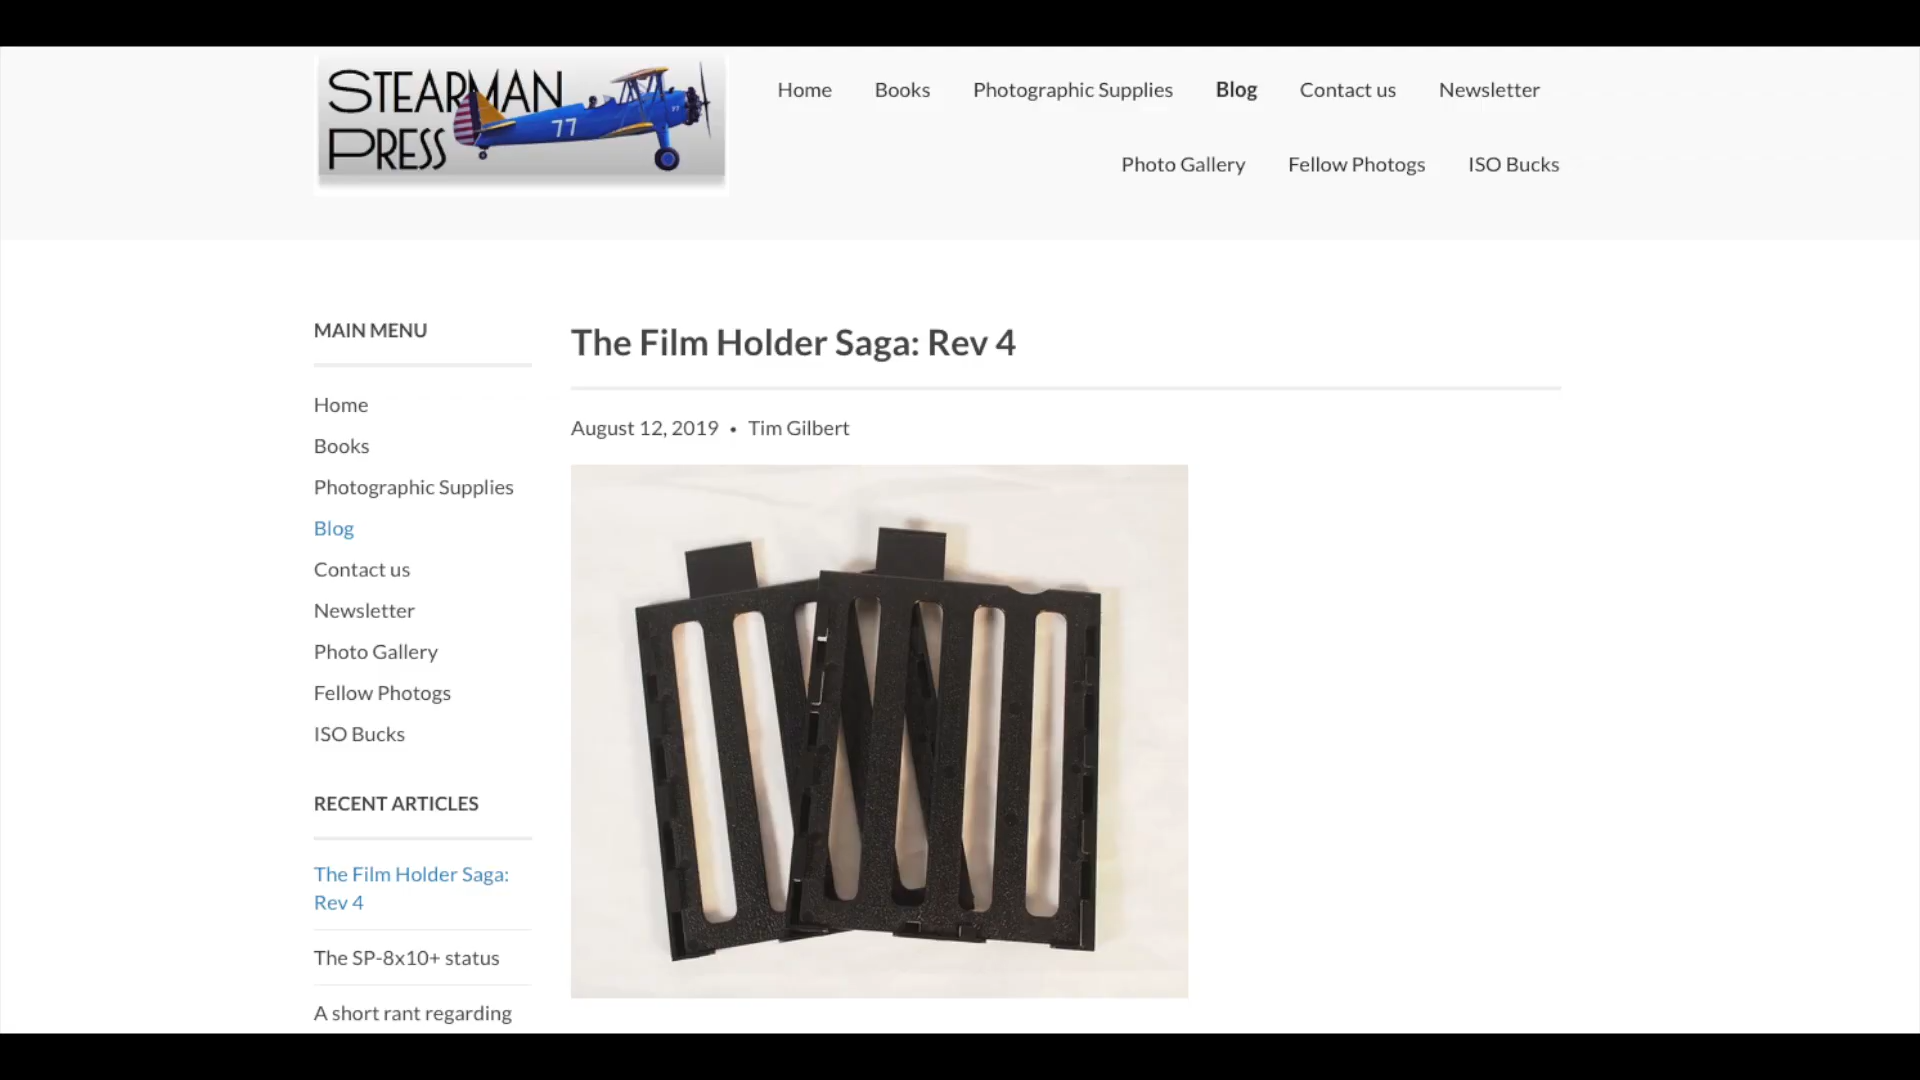 STEARMAN
PRESS
77
77
Home Books Photographic Supplies Blog Contact us Newsletter
Photo Gallery Fellow Photogs ISO Bucks
MAIN MENU
Home
Books
Photographic Supplies
Blog
Contact us
Newsletter
Photo Gallery
Fellow Photogs
ISO Bucks
RECENT ARTICLES
The Film Holder Saga:
Rev 4
The SP-8x10+ status
A short rant regarding
The Film Holder Saga: Rev 4
August 12, 2019 • Tim Gilbert